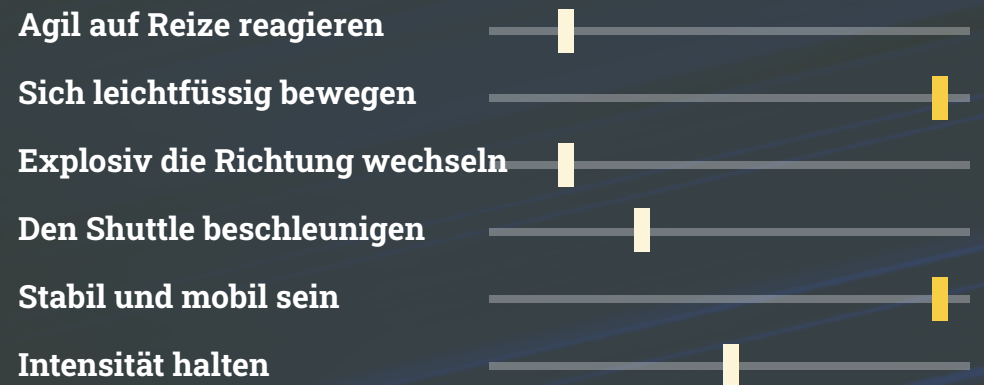 Agil auf Reize reagieren
Sich leichtfüssig bewegen
Explosiv die Richtung wechseln
Den Shuttle beschleunigen
Stabil und mobil sein
Intensität halten